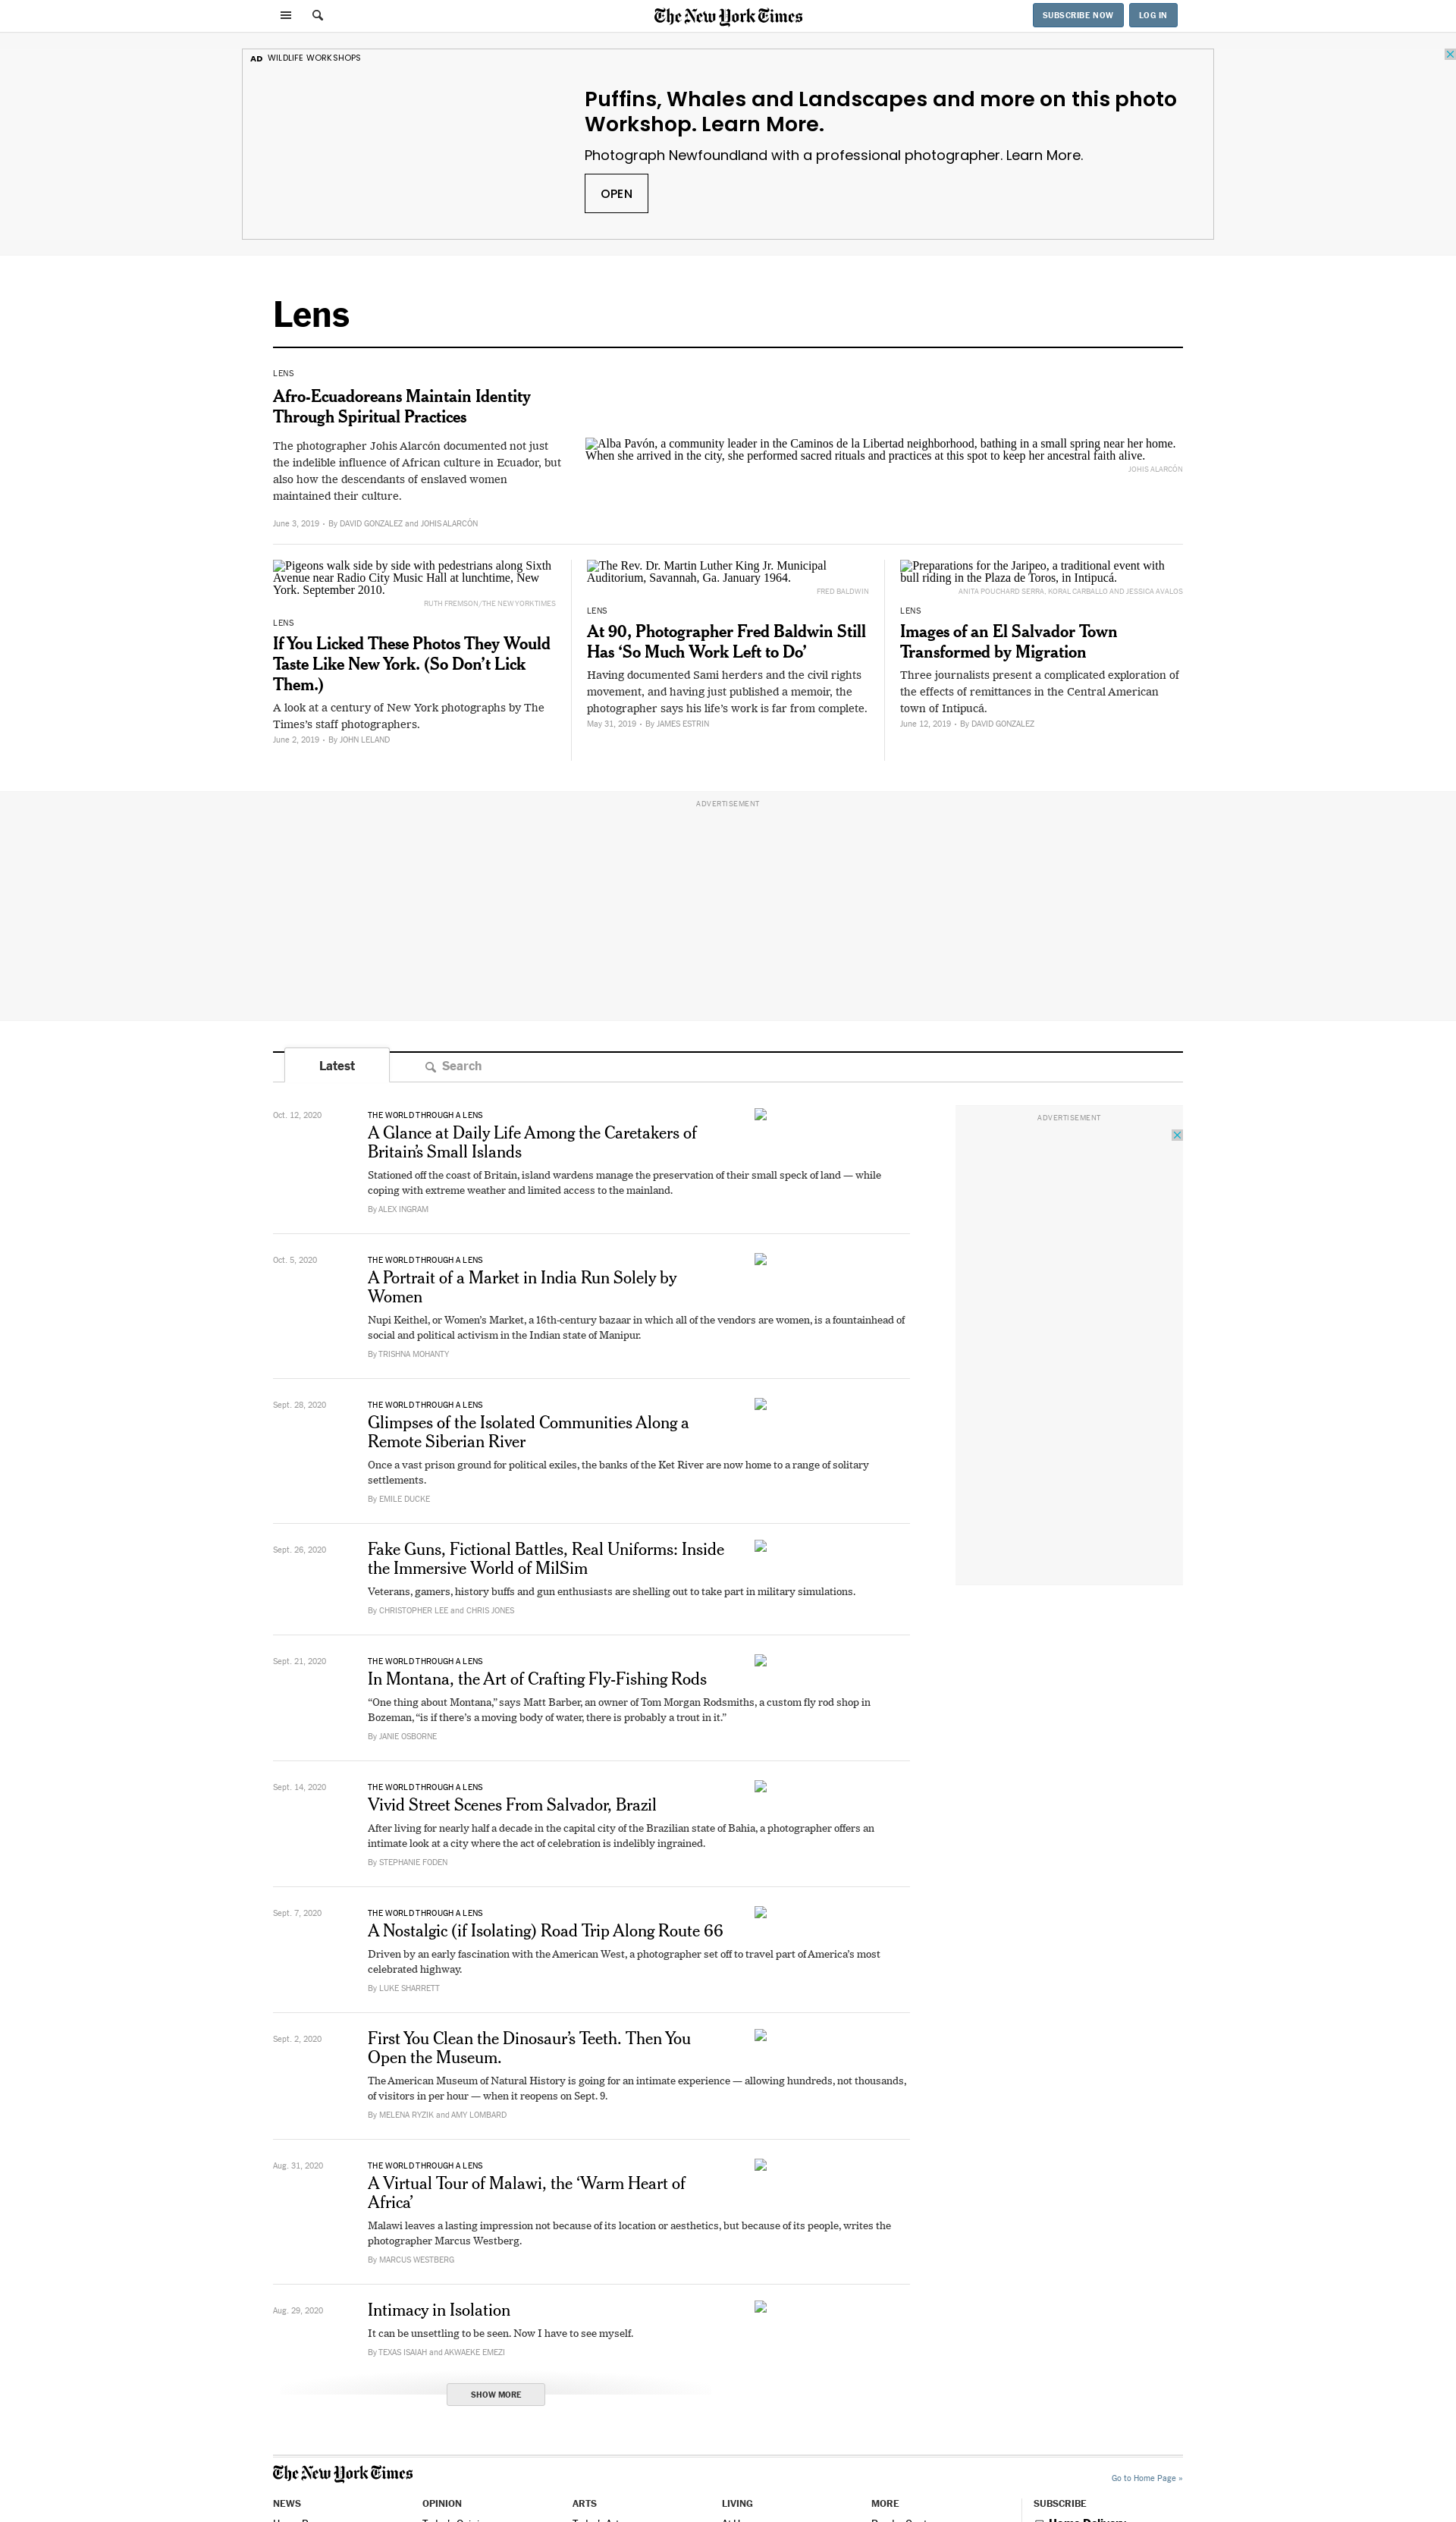 The New York Times
SUBSCRIBE NOW
LOG IN
AD WILDLIFE WORKSHOPS
Puffins, Whales and Landscapes and more on this photo
Workshop. Learn More.
Photograph Newfoundland with a professional photographer. Learn More.
OPEN
Lens
LENS
Afro-Ecuadoreans Maintain Identity
Through Spiritual Practices
The photographer Johis Alarcón documented not just
the indelible influence of African culture in Ecuador, but
also how the descendants of enslaved women
maintained their culture.
June 3, 2019 • By DAVID GONZALEZ and JOHIS ALARCÓN
Alba Pavón, a community leader in the Caminos de la Libertad neighborhood, bathing in a small spring near her home.
When she arrived in the city, she performed sacred rituals and practices at this spot to keep her ancestral faith alive.
JOHIS ALARCÓN
Pigeons walk side by side with pedestrians along Sixth
Avenue near Radio City Music Hall at lunchtime, New
York. September 2010.
RUTH FREMSON/THE NEW YORK TIMES
LENS
If You Licked These Photos They Would
Taste Like New York. (So Don’t Lick
Them.)
A look at a century of New York photographs by The
Times’s staff photographers.
June 2, 2019 • By JOHN LELAND
The Rev. Dr. Martin Luther King Jr. Municipal
Auditorium, Savannah, Ga. January 1964.
FRED BALDWIN
LENS
At 90, Photographer Fred Baldwin Still
Has ‘So Much Work Left to Do’
Having documented Sami herders and the civil rights
movement, and having just published a memoir, the
photographer says his life’s work is far from complete.
May 31, 2019 • By JAMES ESTRIN
Preparations for the Jaripeo, a traditional event with
bull riding in the Plaza de Toros, in Intipucá.
ANITA POUCHARD SERRA, KORAL CARBALLO AND JESSICA AVALOS
LENS
Images of an El Salvador Town
Transformed by Migration
Three journalists present a complicated exploration of
the effects of remittances in the Central American
town of Intipucá.
June 12, 2019 • By DAVID GONZALEZ
ADVERTISEMENT
Latest
Search
ADVERTISEMENT
Oct. 12, 2020
THE WORLD THROUGH A LENS
A Glance at Daily Life Among the Caretakers of
Britain’s Small Islands
Stationed off the coast of Britain, island wardens manage the preservation of their small speck of land — while
coping with extreme weather and limited access to the mainland.
By ALEX INGRAM
Oct. 5, 2020
THE WORLD THROUGH A LENS
A Portrait of a Market in India Run Solely by
Women
Nupi Keithel, or Women’s Market, a 16th-century bazaar in which all of the vendors are women, is a fountainhead of
social and political activism in the Indian state of Manipur.
By TRISHNA MOHANTY
Sept. 28, 2020
THE WORLD THROUGH A LENS
Glimpses of the Isolated Communities Along a
Remote Siberian River
Once a vast prison ground for political exiles, the banks of the Ket River are now home to a range of solitary
settlements.
By EMILE DUCKE
Sept. 26, 2020
Fake Guns, Fictional Battles, Real Uniforms: Inside
the Immersive World of MilSim
Veterans, gamers, history buffs and gun enthusiasts are shelling out to take part in military simulations.
By CHRISTOPHER LEE and CHRIS JONES
Sept. 21, 2020
THE WORLD THROUGH A LENS
In Montana, the Art of Crafting Fly-Fishing Rods
“One thing about Montana,” says Matt Barber, an owner of Tom Morgan Rodsmiths, a custom fly rod shop in
Bozeman, “is if there’s a moving body of water, there is probably a trout in it.”
By JANIE OSBORNE
Sept. 14, 2020
THE WORLD THROUGH A LENS
Vivid Street Scenes From Salvador, Brazil
After living for nearly half a decade in the capital city of the Brazilian state of Bahia, a photographer offers an
intimate look at a city where the act of celebration is indelibly ingrained.
By STEPHANIE FODEN
Sept. 7, 2020
THE WORLD THROUGH A LENS
A Nostalgic (if Isolating) Road Trip Along Route 66
Driven by an early fascination with the American West, a photographer set off to travel part of America’s most
celebrated highway.
By LUKE SHARRETT
Sept. 2, 2020
First You Clean the Dinosaur’s Teeth. Then You
Open the Museum.
The American Museum of Natural History is going for an intimate experience — allowing hundreds, not thousands,
of visitors in per hour — when it reopens on Sept. 9.
By MELENA RYZIK and AMY LOMBARD
Aug. 31, 2020
THE WORLD THROUGH A LENS
A Virtual Tour of Malawi, the ‘Warm Heart of
Africa’
Malawi leaves a lasting impression not because of its location or aesthetics, but because of its people, writes the
photographer Marcus Westberg.
By MARCUS WESTBERG
Aug. 29, 2020
Intimacy in Isolation
It can be unsettling to be seen. Now I have to see myself.
By TEXAS ISAIAH and AKWAEKE EMEZI
SHOW MORE
The New York Times
Go to Home Page »
NEWS
OPINION
ARTS
LIVING
MORE
SUBSCRIBE
Home Delivery